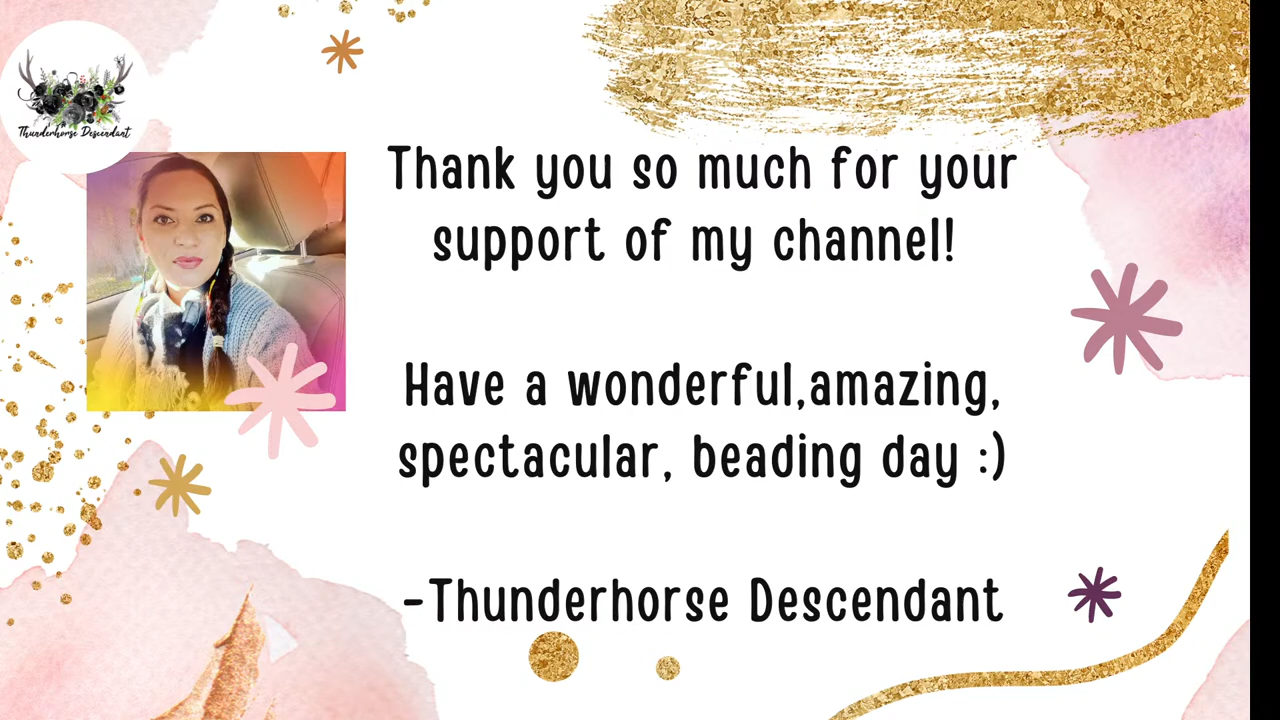 Thunderhorse Descendant
Thank you so much for your
support of my channel!
Have a wonderful,amazing,
spectacular, beading day :)
-Thunderhorse Descendant